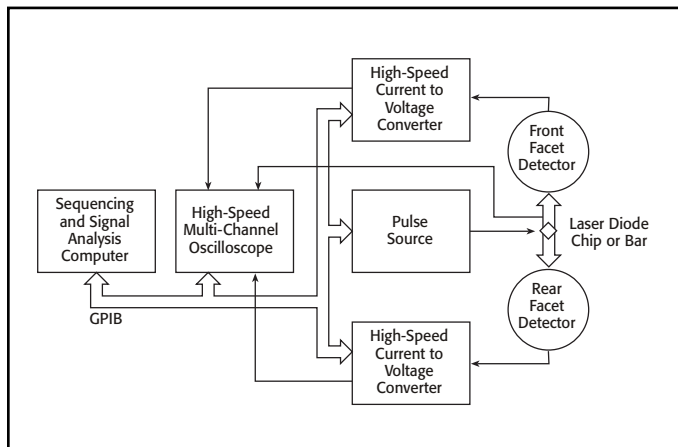 High-Speed
Current to
Voltage
Converter
Front
Facet
Detector
Sequencing
and Signal
Analysis
Computer
High-Speed
Multi-Channel
Oscilloscope
Pulse
Source
Laser Diode
Chip or Bar
GPIB
Rear
Facet
Detector
High-Speed
Current to
Voltage
Converter